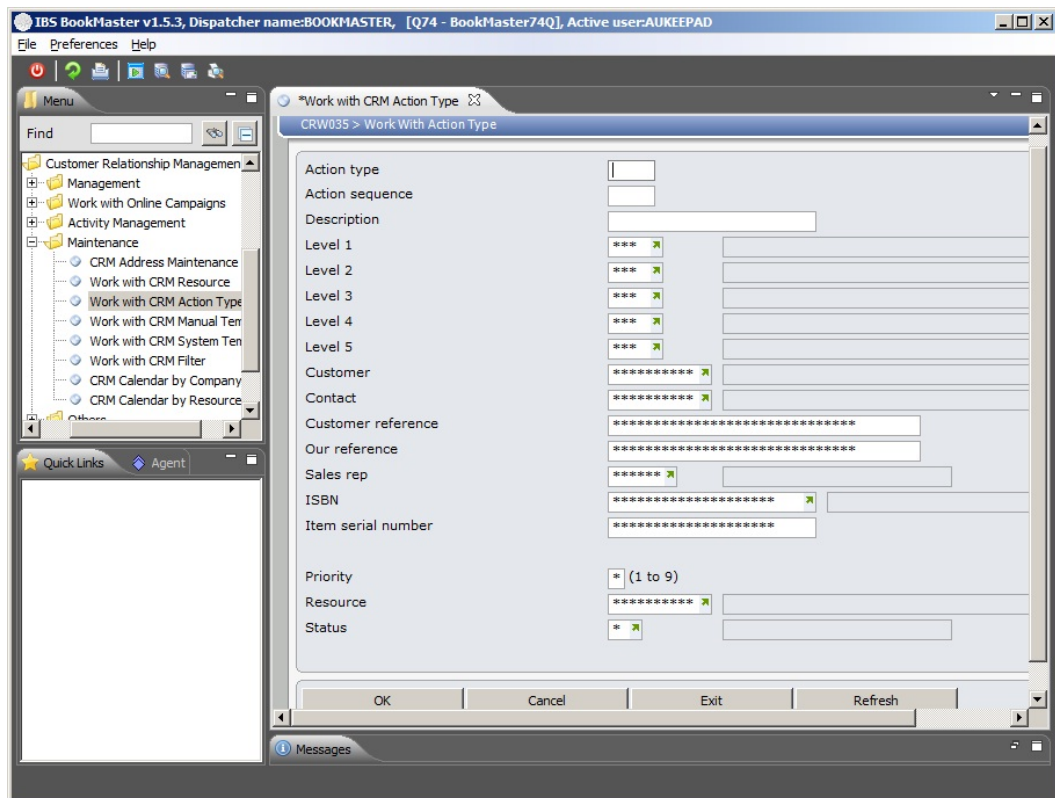 IBS BookMaster v1.5.3, Dispatcher name:BOOKMASTER, [Q74 - BookMaster74Q], Active user:AUKEEPAD
File Preferences Help
Menu
Find
Customer Relationship Managemen
Management
Work with Online Campaigns
Activity Management
Maintenance
CRM Address Maintenance
Work with CRM Resource
Work with CRM Action Type
Work with CRM Manual Tem
Work with CRM System Tem
Work with CRM Filter
CRM Calendar by Company
CRM Calendar by Resource
Others
Quick Links Agent
*Work with CRM Action Type
CRW035 > Work With Action Type
Action type
Action sequence
Description
Level 1 ***
Level 2 ***
Level 3 ***
Level 4 ***
Level 5 ***
Customer **********
Contact **********
Customer reference ******************************
Our reference ******************************
Sales rep ******
ISBN ********************
Item serial number ********************
Priority * (1 to 9)
Resource **********
Status *
OK Cancel Exit Refresh
Messages